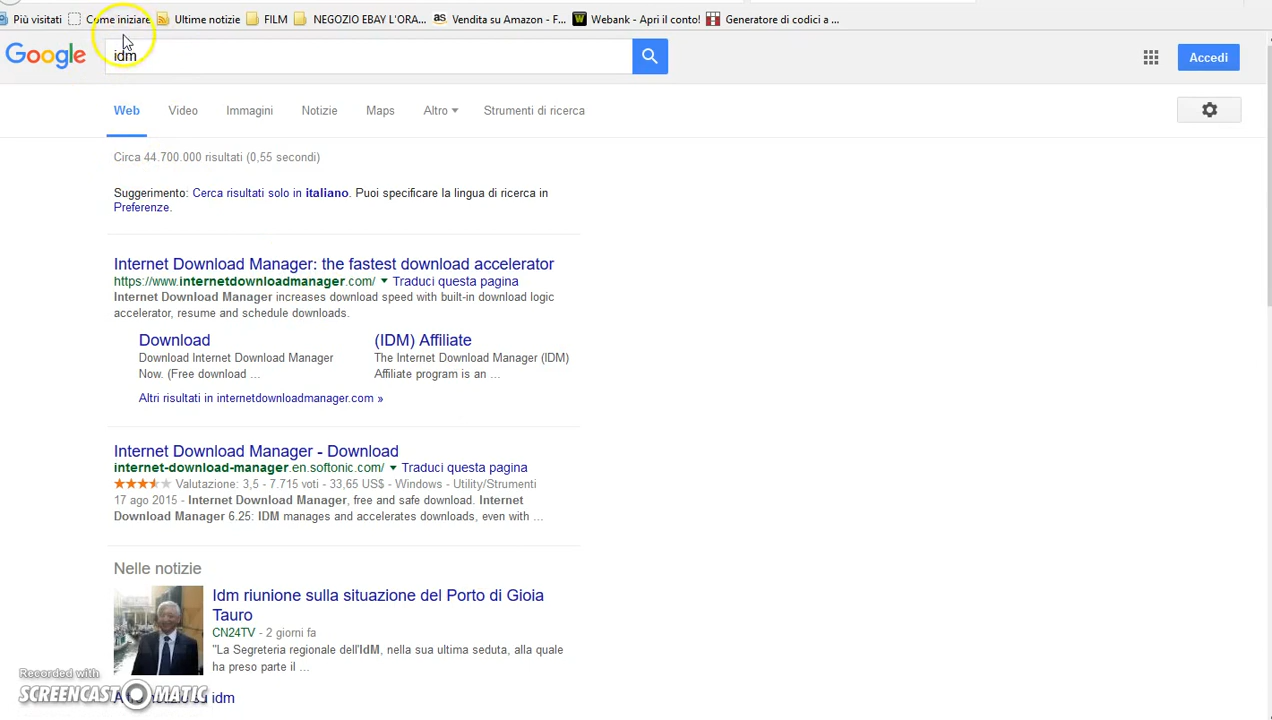 Più visitati Come iniziare Ultime notizie FILM NEGOZIO EBAY L'ORA... Vendita su Amazon - F... Webank - Apri il conto! Generatore di codici a ...
Google idm Accedi
Web Video Immagini Notizie Maps Altro Strumenti di ricerca
Circa 44.700.000 risultati (0,55 secondi)
Suggerimento: Cerca risultati solo in italiano. Puoi specificare la lingua di ricerca in
Preferenze.
Internet Download Manager: the fastest download accelerator
https://www.internetdownloadmanager.com/ Traduci questa pagina
Internet Download Manager increases download speed with built-in download logic
accelerator, resume and schedule downloads.
Download (IDM) Affiliate
Download Internet Download Manager The Internet Download Manager (IDM)
Now. (Free download ... Affiliate program is an ...
Altri risultati in internetdownloadmanager.com »
Internet Download Manager - Download
internet-download-manager.en.softonic.com/ Traduci questa pagina
Valutazione: 3,5 - 7.715 voti - 33,65 US$ - Windows - Utility/Strumenti
17 ago 2015 - Internet Download Manager, free and safe download. Internet
Download Manager 6.25: IDM manages and accelerates downloads, even with ...
Nelle notizie
Idm riunione sulla situazione del Porto di Gioia
Tauro
CN24TV - 2 giorni fa
"La Segreteria regionale dell'IdM, nella sua ultima seduta, alla quale
ha preso parte il ...
Recorded with
SCREENCAST-O-MATIC
su idm